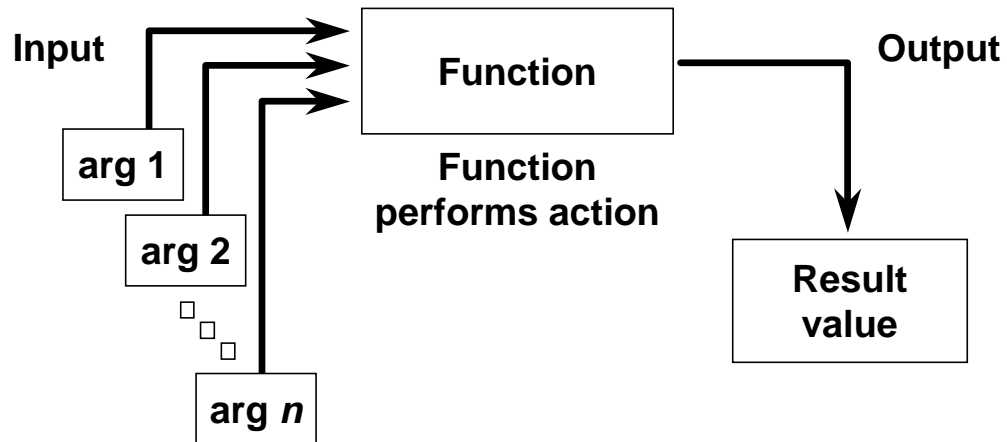 Input
Function
Output
arg 1
Function
performs action
arg 2
Result
value
arg n